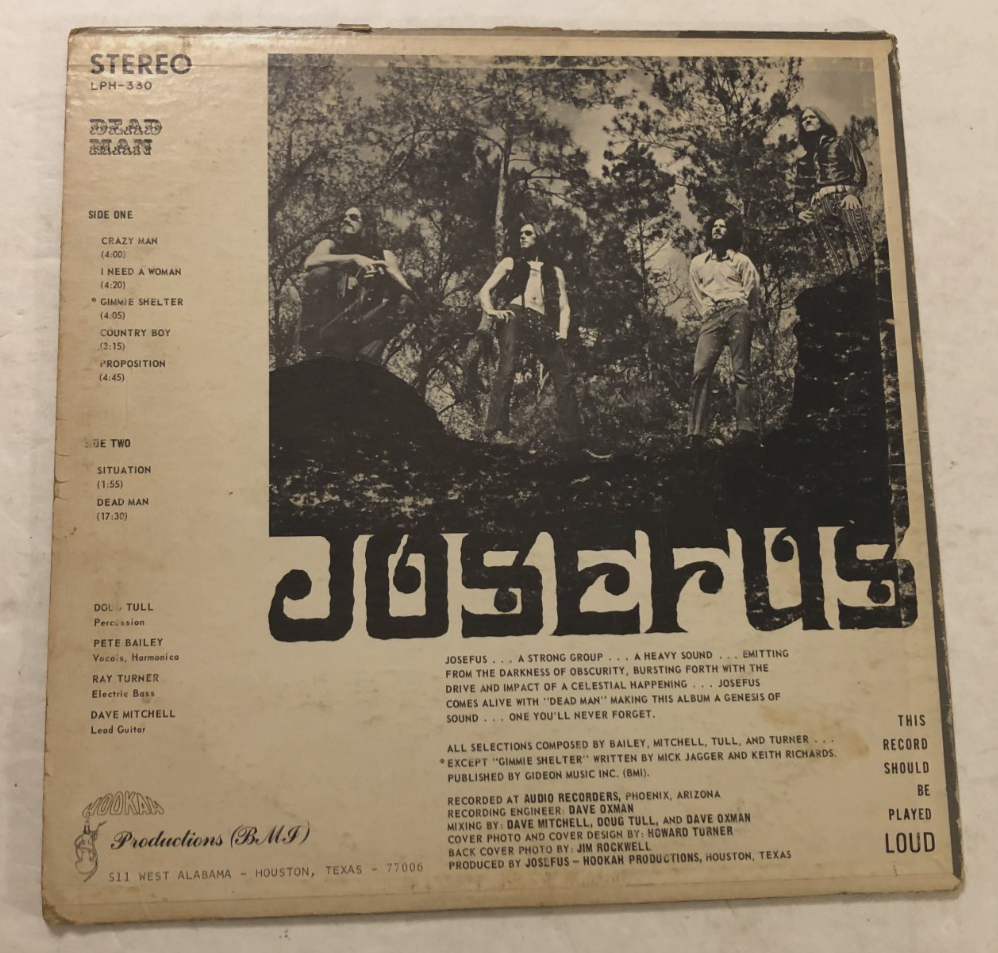 STEREO
LPH-330
DEAD
MAN
SIDE ONE
CRAZY MAN
(4:00)
I NEED A WOMAN
(4:20)
* GIMMIE SHELTER
(4:05)
COUNTRY BOY
(3:15)
PROPOSITION
(4:45)
SIDE TWO
SITUATION
(1:55)
DEAD MAN
(17:30)
DOUG TULL
Percussion
PETE BAILEY
Vocals, Harmonica
RAY TURNER
Electric Bass
DAVE MITCHELL
Lead Guitar
HOOKAH
Productions (BMI)
511 WEST ALABAMA - HOUSTON, TEXAS - 77006
JOSEFUS
JOSEFUS . . . A STRONG GROUP . . . A HEAVY SOUND . . . EMITTING
FROM THE DARKNESS OF OBSCURITY, BURSTING FORTH WITH THE
DRIVE AND IMPACT OF A CELESTIAL HAPPENING . . . JOSEFUS
COMES ALIVE WITH "DEAD MAN" MAKING THIS ALBUM A GENESIS OF
SOUND . . . ONE YOU'LL NEVER FORGET.
ALL SELECTIONS COMPOSED BY BAILEY, MITCHELL, TULL, AND TURNER . . .
* EXCEPT "GIMMIE SHELTER" WRITTEN BY MICK JAGGER AND KEITH RICHARDS.
PUBLISHED BY GIDEON MUSIC INC. (BMI).
RECORDED AT AUDIO RECORDERS, PHOENIX, ARIZONA
RECORDING ENGINEER: DAVE OXMAN
MIXING BY: DAVE MITCHELL, DOUG TULL, AND DAVE OXMAN
COVER PHOTO AND COVER DESIGN BY: HOWARD TURNER
BACK COVER PHOTO BY: JIM ROCKWELL
PRODUCED BY JOSEFUS - HOOKAH PRODUCTIONS, HOUSTON, TEXAS
THIS
RECORD
SHOULD
BE
PLAYED
LOUD